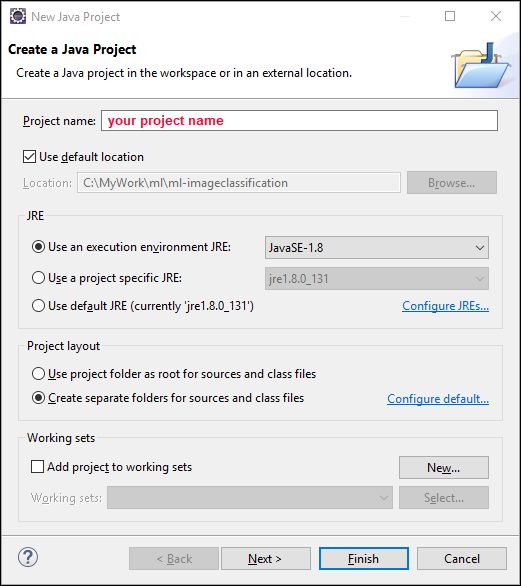 New Java Project
Create a Java Project
Create a Java project in the workspace or in an external location.
Project name: your project name
Use default location
Location: C:\MyWork\ml\ml-imageclassification Browse...
JRE
Use an execution environment JRE: JavaSE-1.8
Use a project specific JRE: jre1.8.0_131
Use default JRE (currently 'jre1.8.0_131') Configure JREs...
Project layout
Use project folder as root for sources and class files
Create separate folders for sources and class files Configure default...
Working sets
Add project to working sets New...
Working sets: Select...
? < Back Next > Finish Cancel